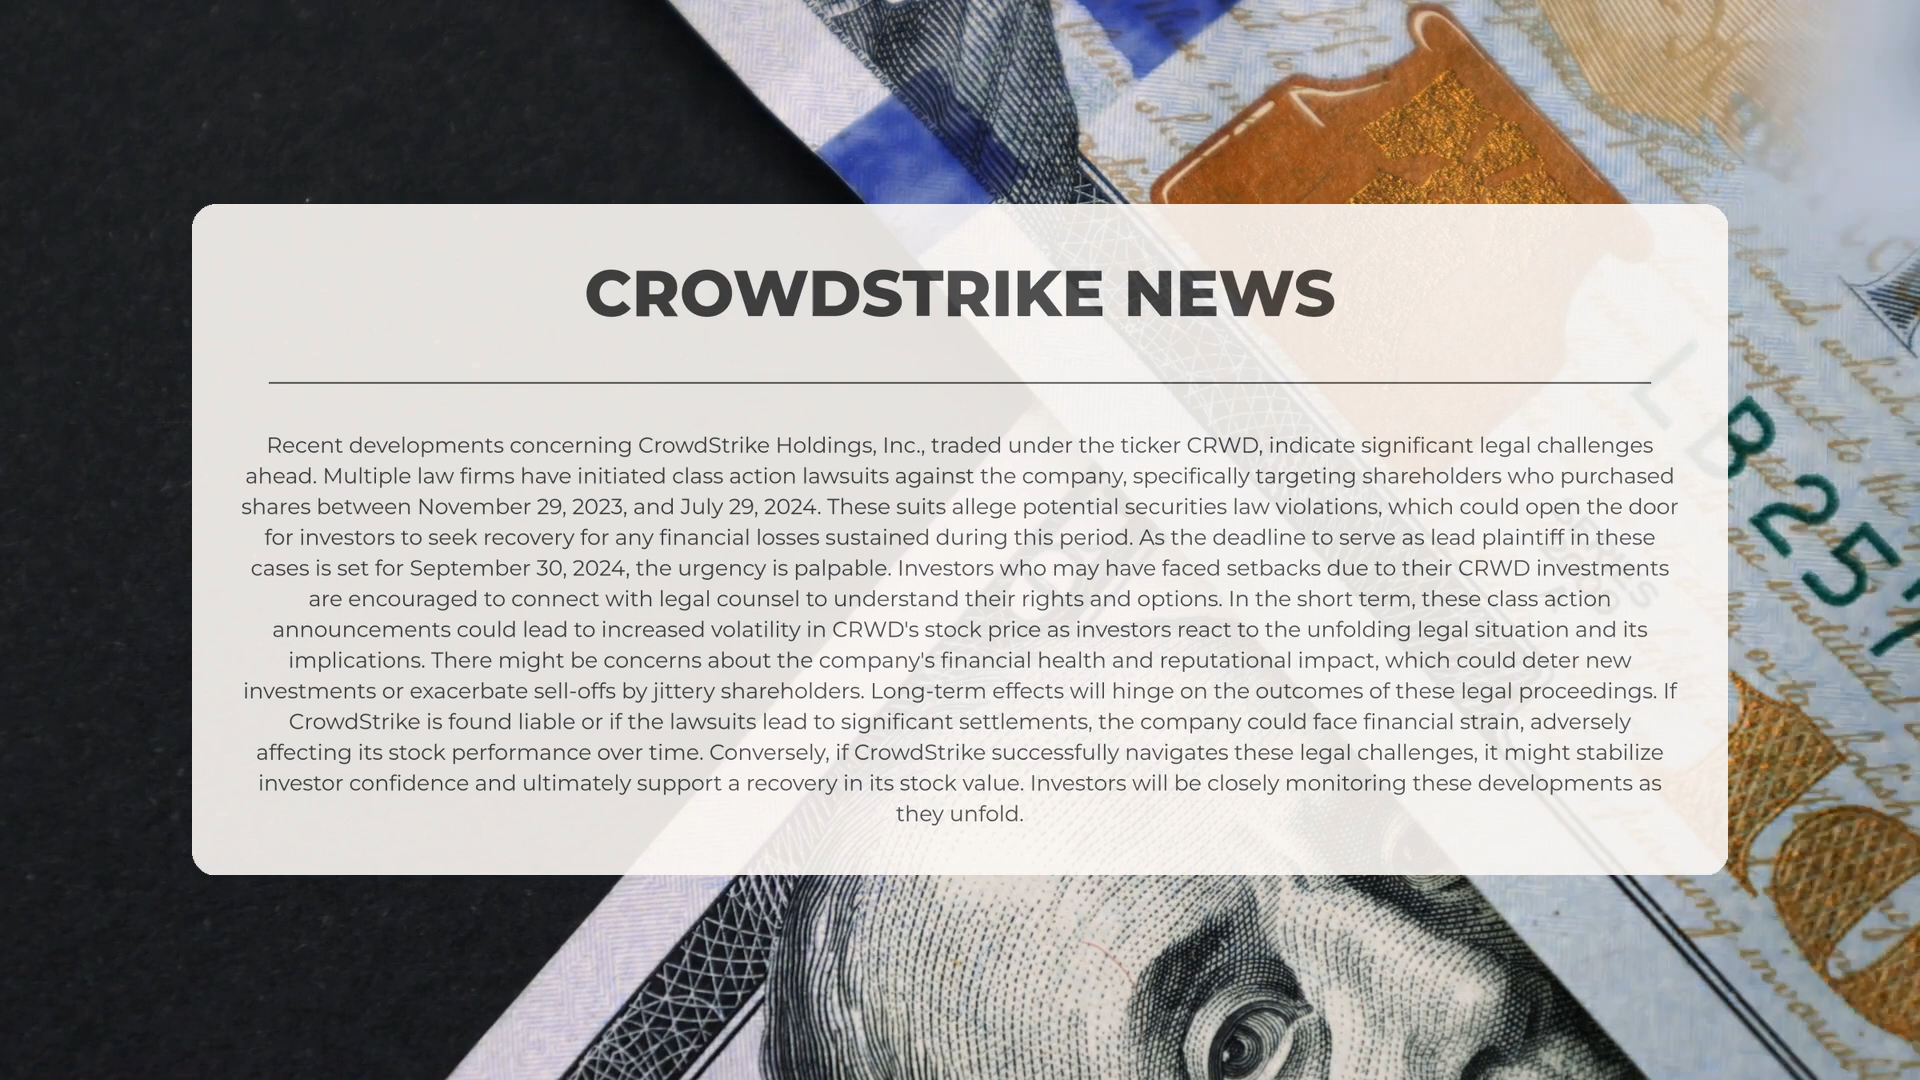 CROWDSTRIKE NEWS
Recent developments concerning CrowdStrike Holdings, Inc., traded under the ticker CRWD, indicate significant legal challenges
ahead. Multiple law firms have initiated class action lawsuits against the company, specifically targeting shareholders who purchased
shares between November 29, 2023, and July 29, 2024. These suits allege potential securities law violations, which could open the door
for investors to seek recovery for any financial losses sustained during this period. As the deadline to serve as lead plaintiff in these
cases is set for September 30, 2024, the urgency is palpable. Investors who may have faced setbacks due to their CRWD investments
are encouraged to connect with legal counsel to understand their rights and options. In the short term, these class action
announcements could lead to increased volatility in CRWD's stock price as investors react to the unfolding legal situation and its
implications. There might be concerns about the company's financial health and reputational impact, which could deter new
investments or exacerbate sell-offs by jittery shareholders. Long-term effects will hinge on the outcomes of these legal proceedings. If
CrowdStrike is found liable or if the lawsuits lead to significant settlements, the company could face financial strain, adversely
affecting its stock performance over time. Conversely, if CrowdStrike successfully navigates these legal challenges, it might stabilize
investor confidence and ultimately support a recovery in its stock value. Investors will be closely monitoring these developments as
they unfold.
LB257